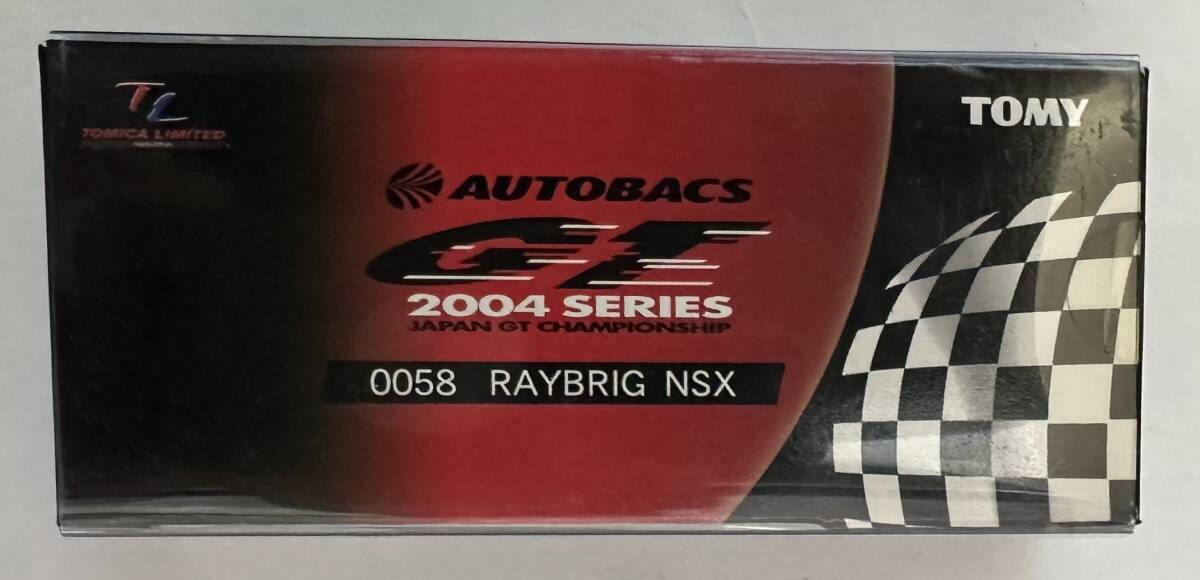 TL
TOMICA LIMITED
TOMY
AUTOBACS
GT
2004 SERIES
JAPAN GT CHAMPIONSHIP
0058 RAYBRIG NSX